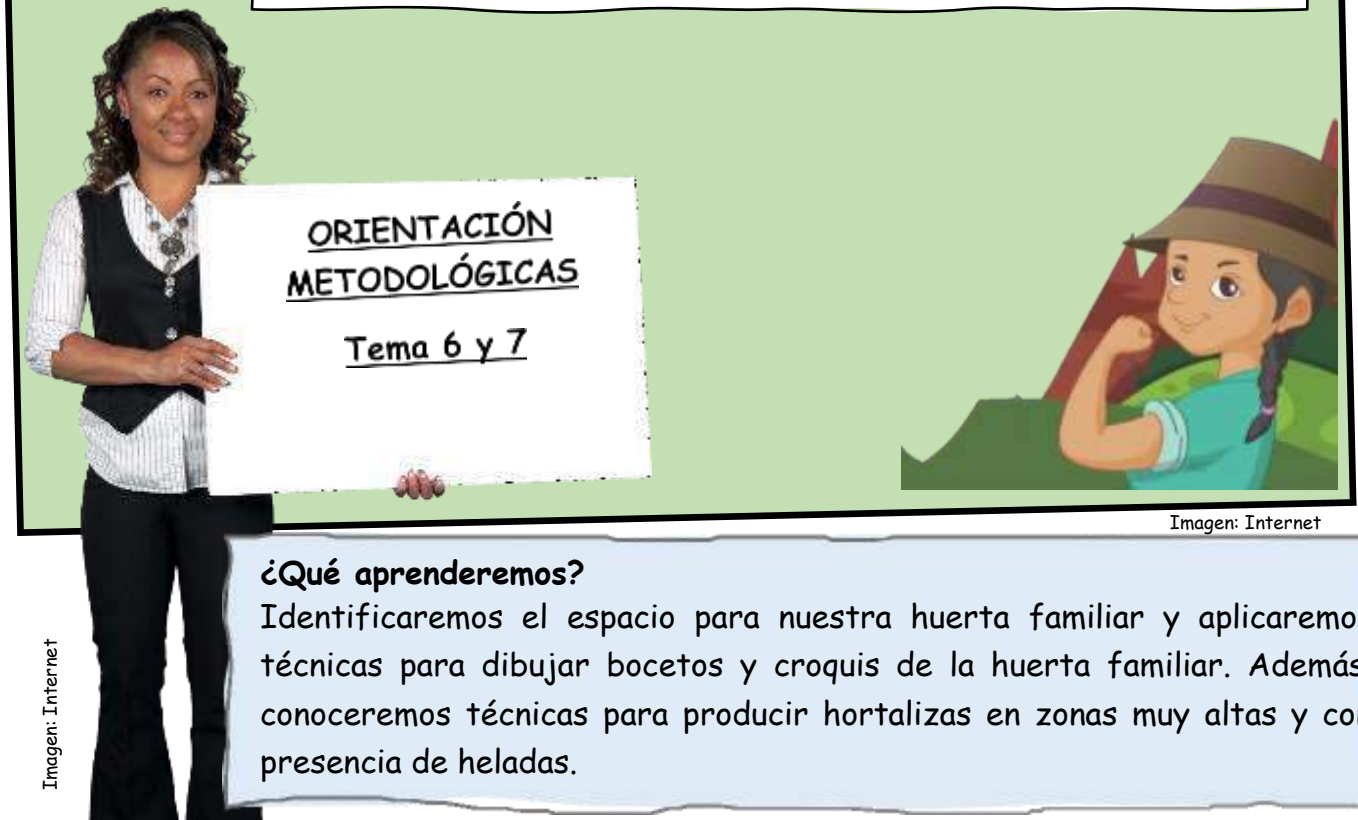 ORIENTACIÓN
METODOLÓGICAS
Tema 6 y 7
Imagen: Internet
¿Qué aprenderemos?
Identificaremos el espacio para nuestra huerta familiar y aplicaremo
técnicas para dibujar bocetos y croquis de la huerta familiar. Además
conoceremos técnicas para producir hortalizas en zonas muy altas y co
presencia de heladas.
Imagen: Internet